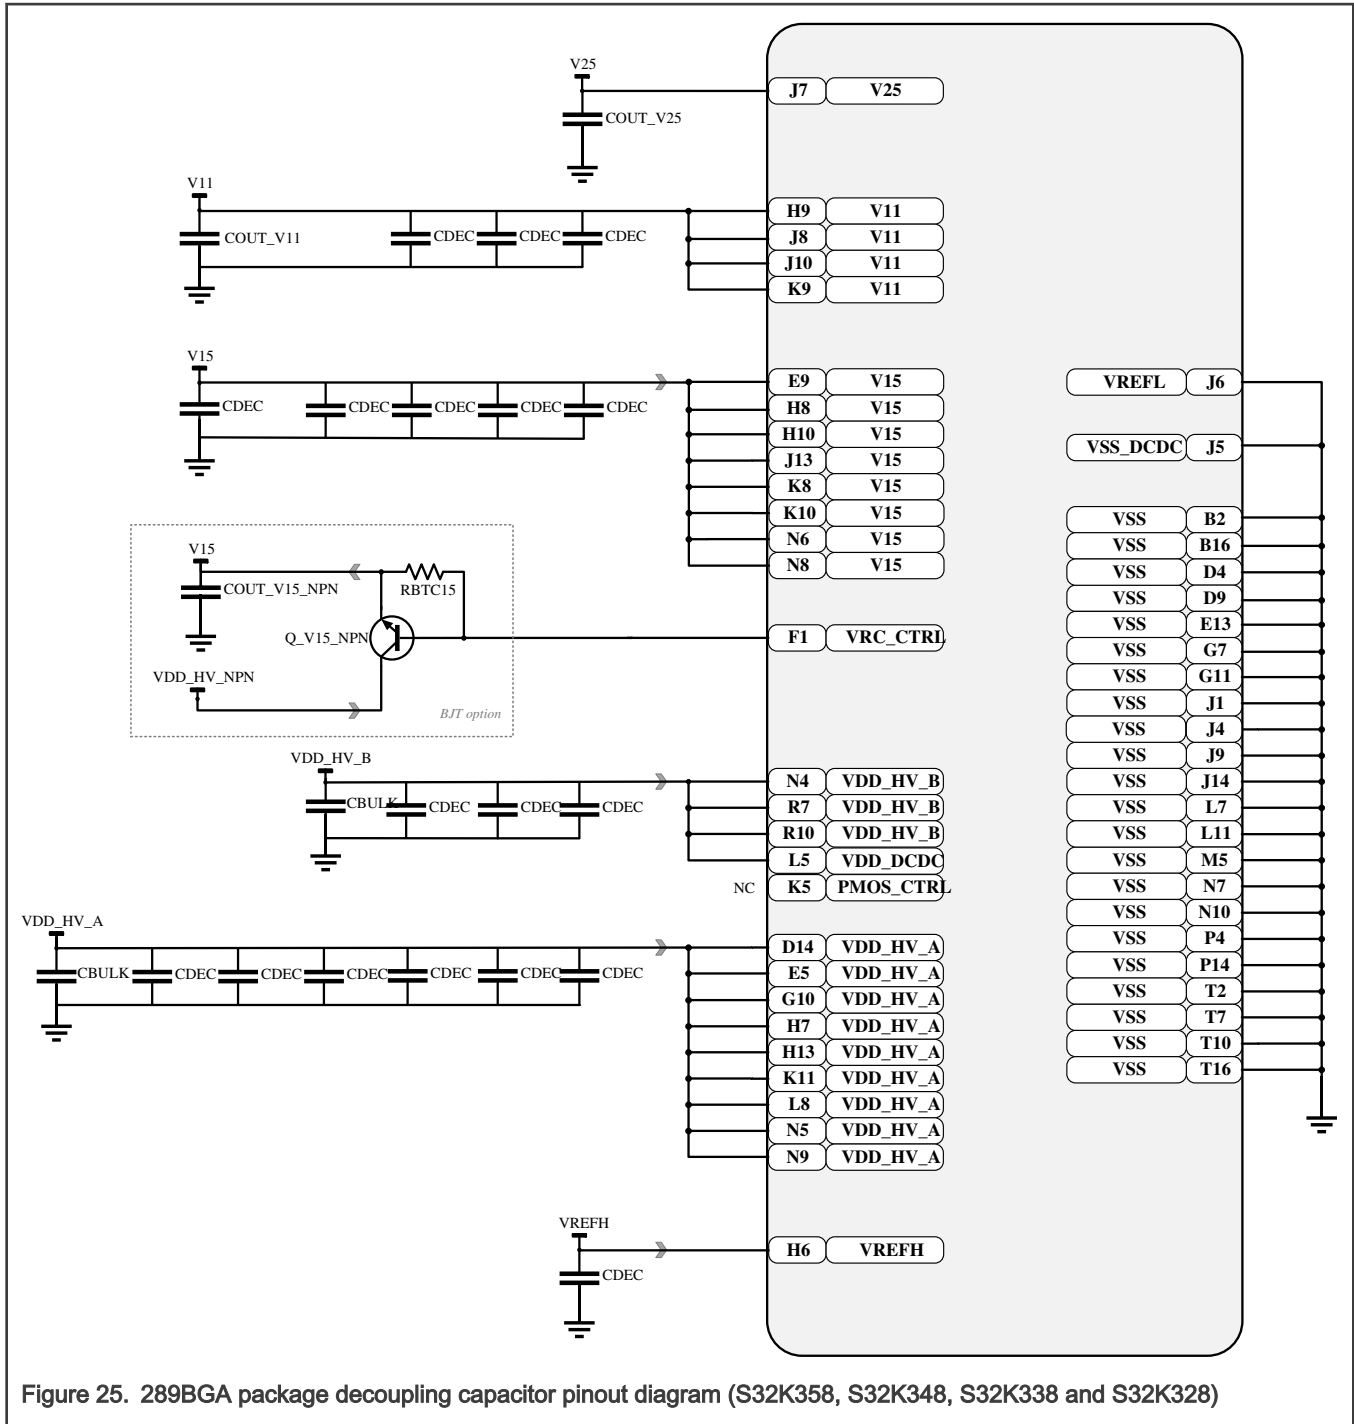 V25
J7 V25
COUT_V25
V11
H9 V11
COUT_V11 CDEC CDEC CDEC J8 V11
J10 V11
K9 V11
V15
E9 V15
VREFL J6
CDEC CDEC CDEC CDEC CDEC H8 V15
H10 V15
VSS_DCDC J5
J13 V15
K8 V15
K10 V15
VSS B2
N6 V15
VSS B16
V15
N8 V15
VSS D4
COUT_V15_NPN RBTC15
VSS D9
VSS E13
Q_V15_NPN F1 VRC_CTRL
VSS G7
VDD_HV_NPN
VSS G11
VSS J1
BJT option
VSS J4
VDD_HV_B
VSS J9
N4 VDD_HV_B
VSS J14
CBULK CDEC CDEC CDEC R7 VDD_HV_B
VSS L7
R10 VDD_HV_B
VSS L11
L5 VDD_DCDC
VSS M5
NC K5 PMOS_CTRL
VSS N7
VDD_HV_A
VSS N10
D14 VDD_HV_A
VSS P4
CBULK CDEC CDEC CDEC CDEC CDEC CDEC E5 VDD_HV_A
VSS P14
G10 VDD_HV_A
VSS T2
H7 VDD_HV_A
VSS T7
H13 VDD_HV_A
VSS T10
K11 VDD_HV_A
VSS T16
L8 VDD_HV_A
N5 VDD_HV_A
N9 VDD_HV_A
VREFH
H6 VREFH
CDEC
Figure 25. 289BGA package decoupling capacitor pinout diagram (S32K358, S32K348, S32K338 and S32K328)